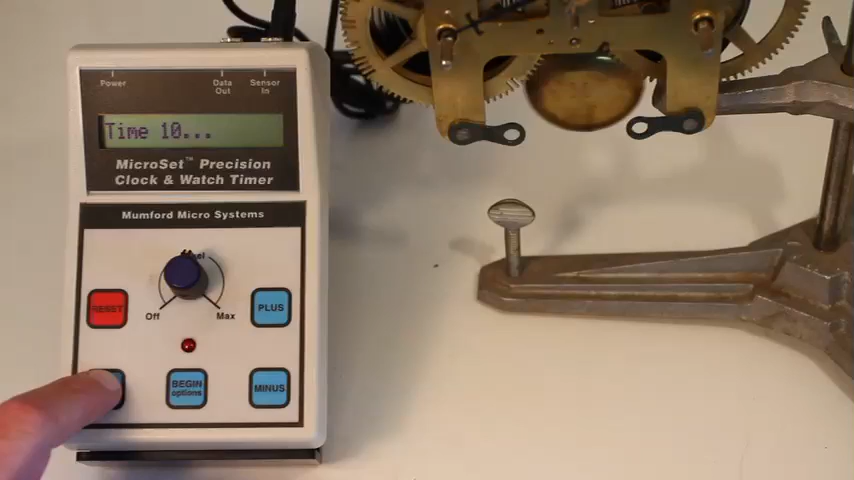 Power
Data
Out
Sensor
In
Time 10...
MicroSet™ Precision
Clock & Watch Timer
Mumford Micro Systems
RESET
Off
Max
PLUS
BEGIN
options
MINUS